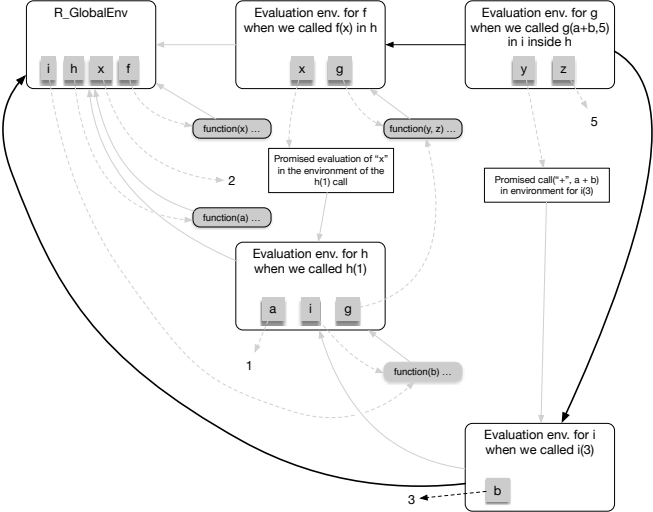 R_GlobalEnv
i
h
x
f
Evaluation env. for f
when we called f(x) in h
x
g
Evaluation env. for g
when we called g(a+b,5)
in i inside h
y
z
function(x) ...
function(y, z) ...
5
Promised evaluation of "x"
in the environment of the
h(1) call
2
Promised call("+", a + b)
in environment for i(3)
function(a) ...
Evaluation env. for h
when we called h(1)
a
i
g
1
function(b) ...
Evaluation env. for i
when we called i(3)
b
3